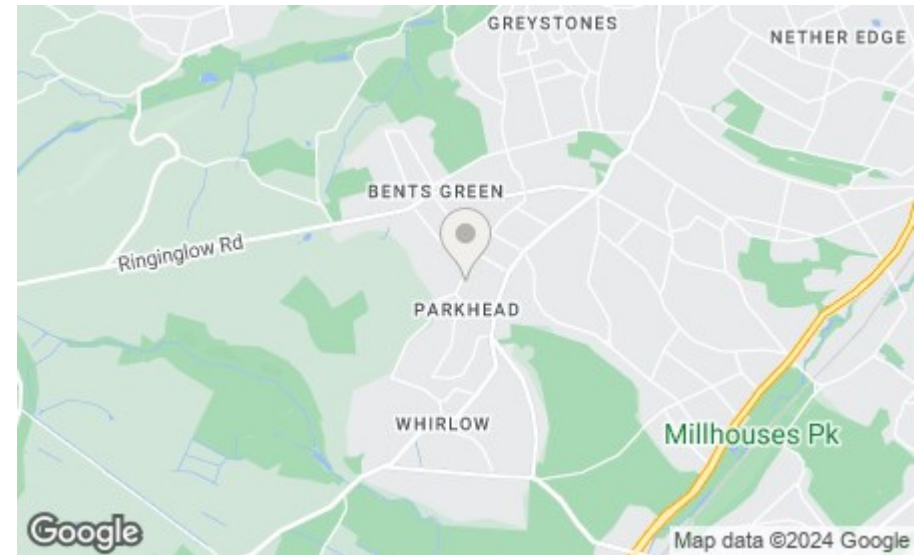 GREYSTONES
NETHER EDGE
BENTS GREEN
Ringinglow Rd
PARKHEAD
WHIRLOW
Millhouses Pk
Google
Map data ©2024 Google